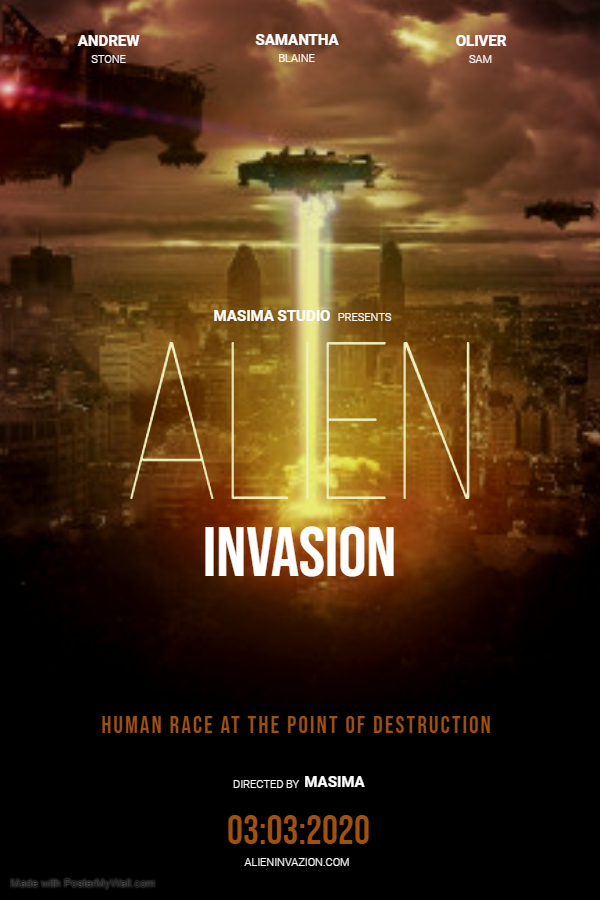 ANDREW SAMANTHA OLIVER
STONE BLAINE SAM
MASIMA STUDIO PRESENTS
ALIEN
INVASION
HUMAN RACE AT THE POINT OF DESTRUCTION
DIRECTED BY MASIMA
03:03:2020
ALIENINVAZION.COM
Made with PosterMyWall.com